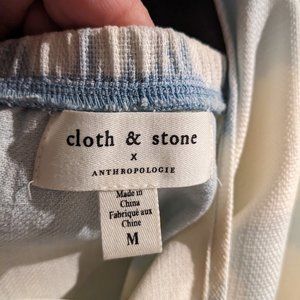 cloth & stone
x
ANTHROPOLOGIE
Made in
China
Fabriqué aux
Chine
M